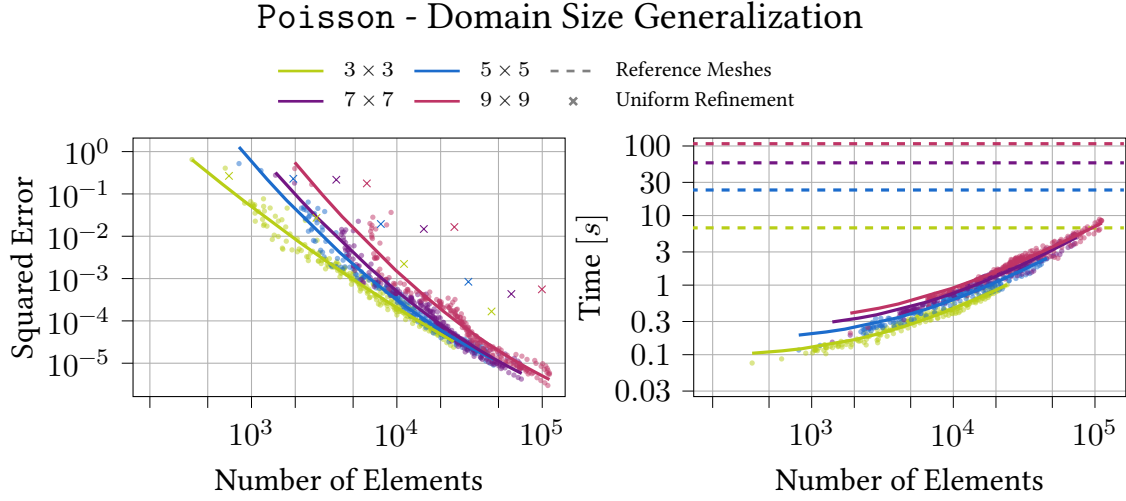 Poisson - Domain Size Generalization
3 × 3 5 × 5 Reference Meshes
7 × 7 9 × 9 Uniform Refinement
Squared Error
10^0
10^-1
10^-2
10^-3
10^-4
10^-5
10^3 10^4 10^5
Number of Elements
Time [s]
100
30
10
3
1
0.3
0.1
0.03
10^3 10^4 10^5
Number of Elements